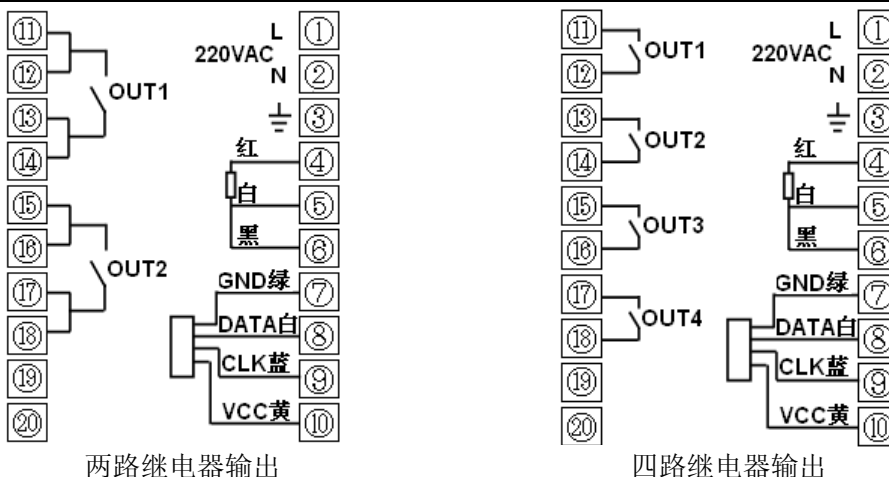 ⑪ L ①
220VAC
⑫ N ②
OUT1
⑬ ③
⑭ 红 ④
⑮ 白 ⑤
⑯ 黑 ⑥
OUT2
⑰ GND绿 ⑦
⑱ DATA白 ⑧
⑲ CLK蓝 ⑨
⑳ VCC黄 ⑩
两路继电器输出
⑪ L ①
OUT1 220VAC
⑫ N ②
⑬ ③
OUT2
⑭ 红 ④
⑮ 白 ⑤
OUT3
⑯ 黑 ⑥
⑰ GND绿 ⑦
OUT4
⑱ DATA白 ⑧
⑲ CLK蓝 ⑨
⑳ VCC黄 ⑩
四路继电器输出